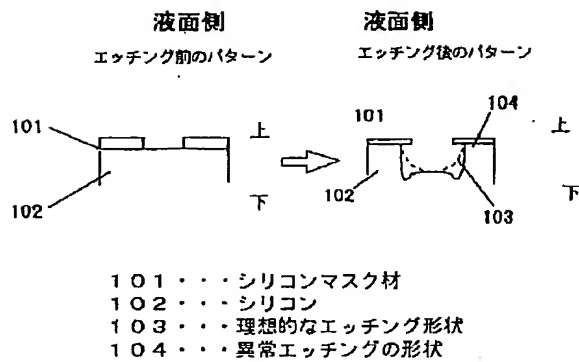 液面側
液面側
エッチング前のパターン
エッチング後のパターン
101
102
上
下
101
102
104
103
上
下
101・・・シリコンマスク材
102・・・シリコン
103・・・理想的なエッチング形状
104・・・異常エッチングの形状